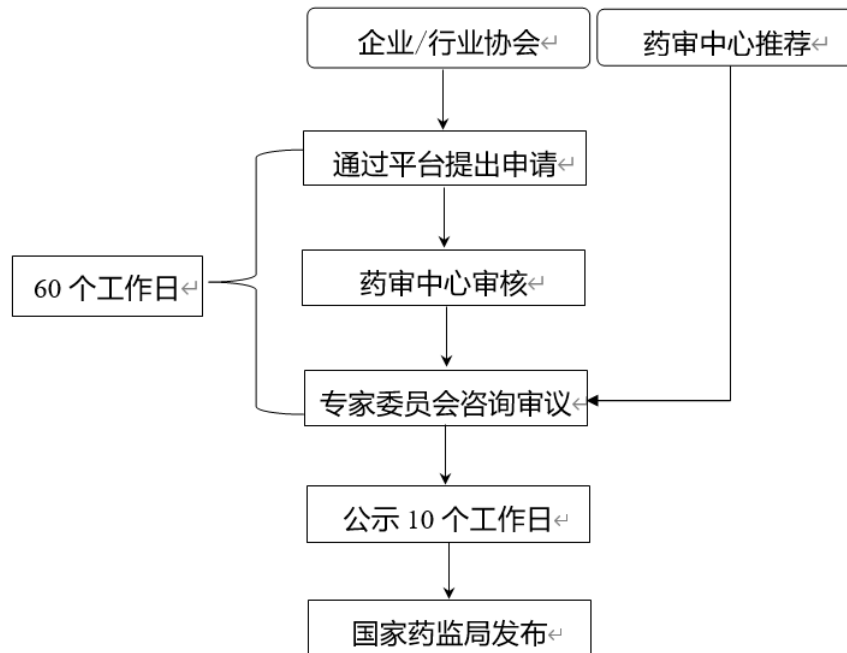 企业/行业协会
药审中心推荐
通过平台提出申请
60 个工作日
药审中心审核
专家委员会咨询审议
公示 10 个工作日
国家药监局发布